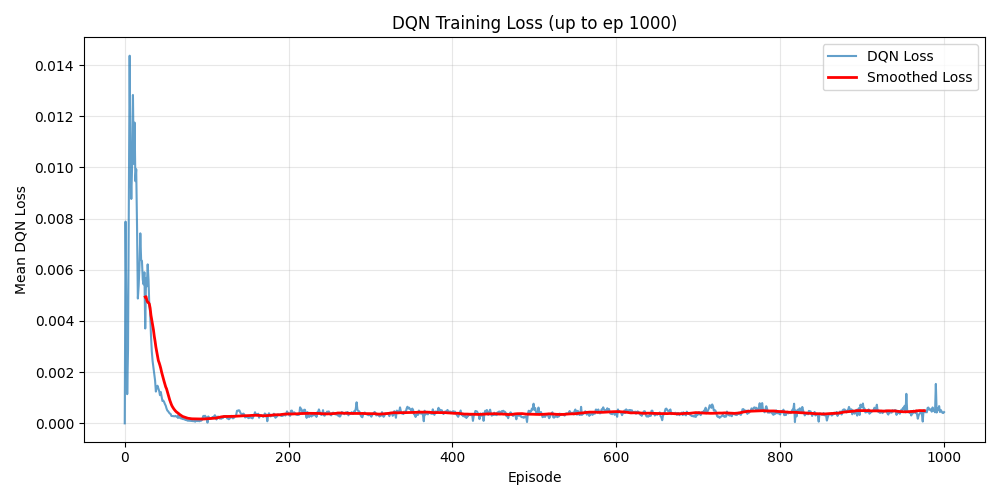 DQN Training Loss (up to ep 1000)
DQN Loss
Smoothed Loss
Mean DQN Loss
0.014
0.012
0.010
0.008
0.006
0.004
0.002
0.000
0 200 400 600 800 1000
Episode